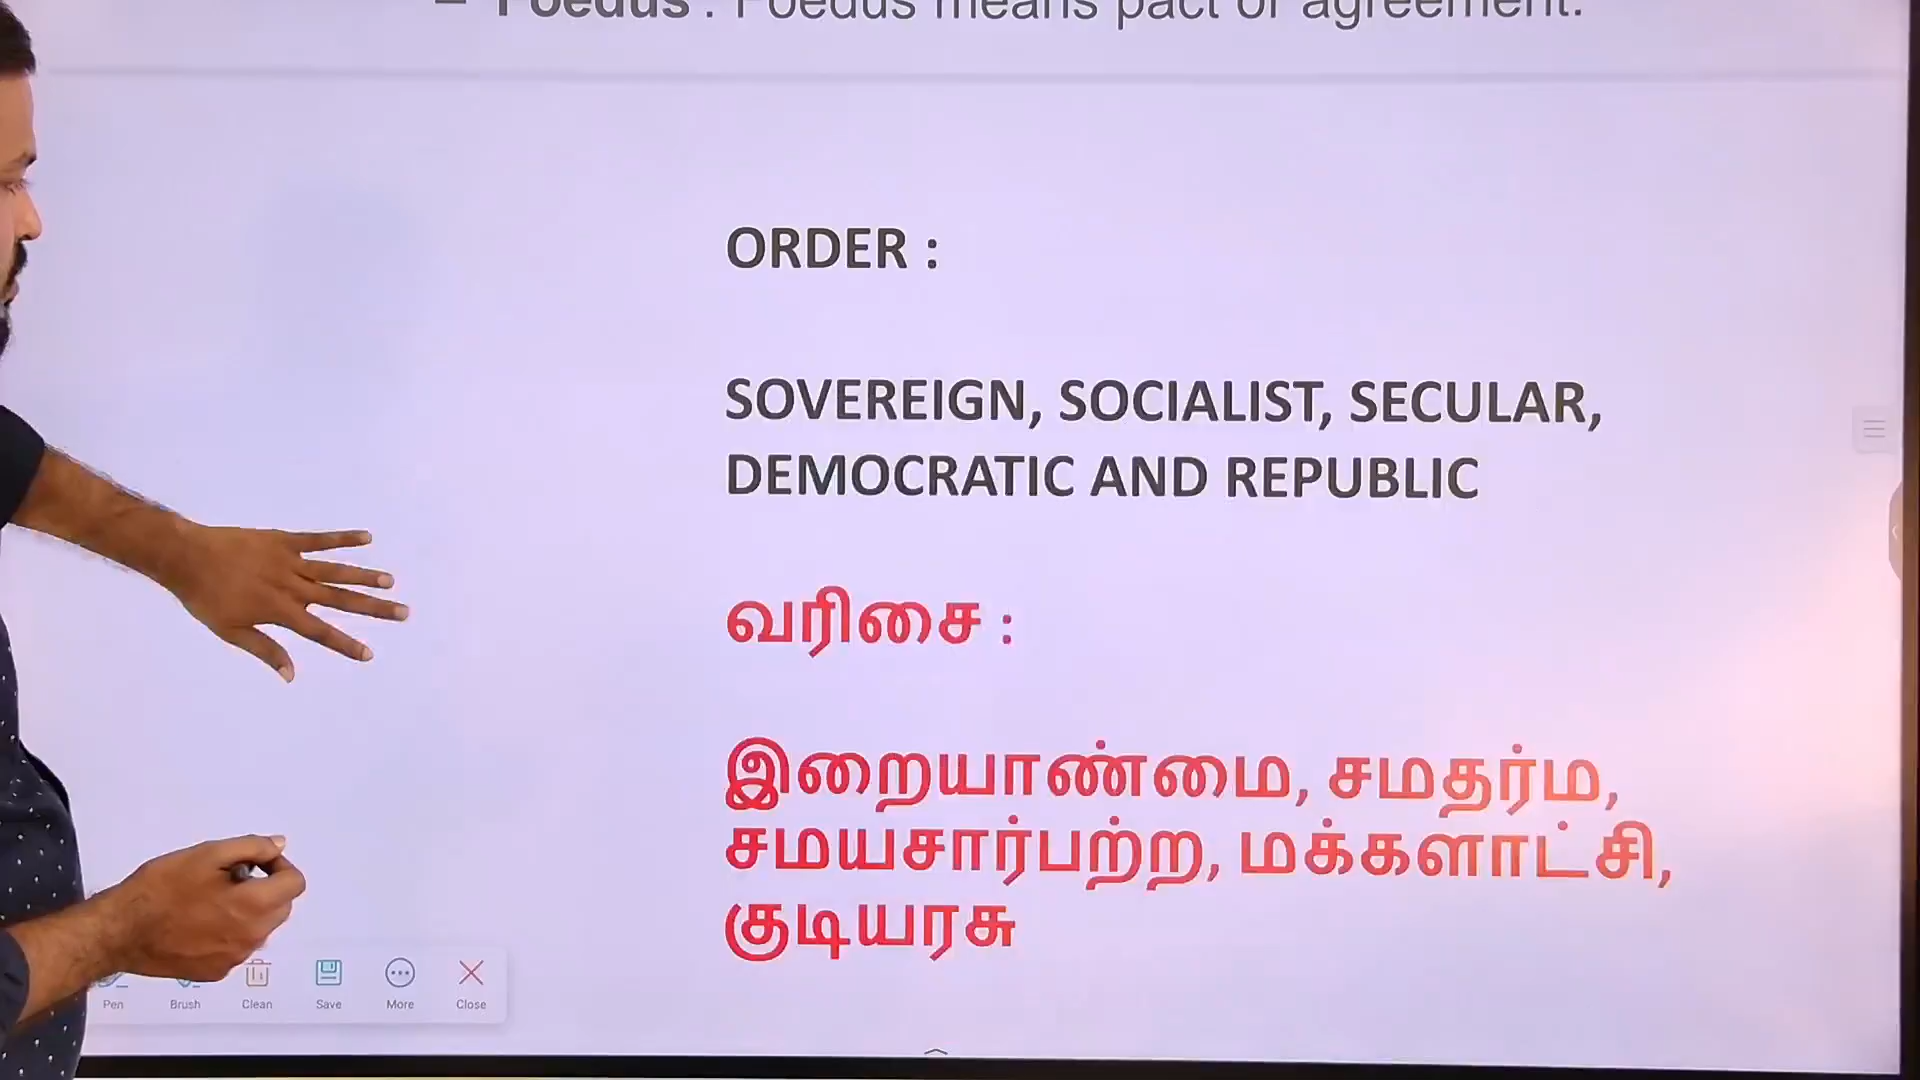 – 'Foedus': Foedus means pact or agreement.
ORDER :
SOVEREIGN, SOCIALIST, SECULAR,
DEMOCRATIC AND REPUBLIC
வரிசை :
இறையாண்மை, சமதர்ம,
சமயசார்பற்ற, மக்களாட்சி,
குடியரசு
Pen Brush Clean Save More Close